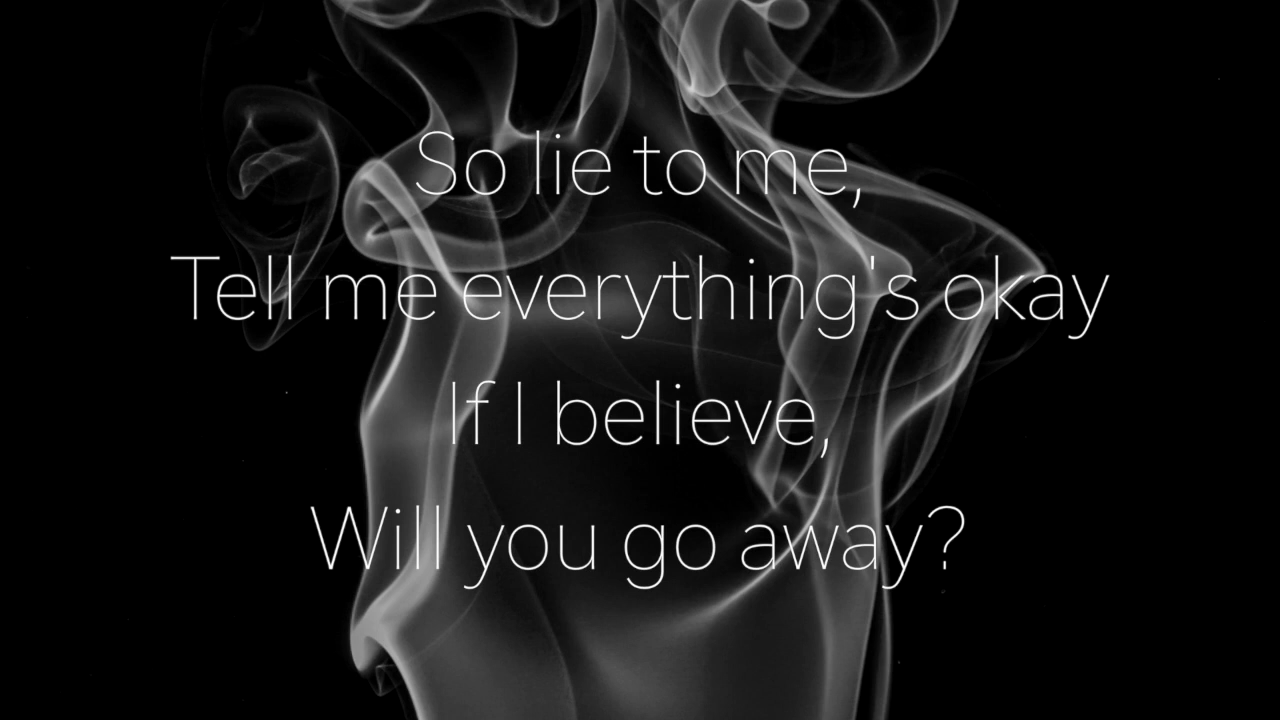 So lie to me,
Tell me everything's okay
If I believe,
Will you go away?